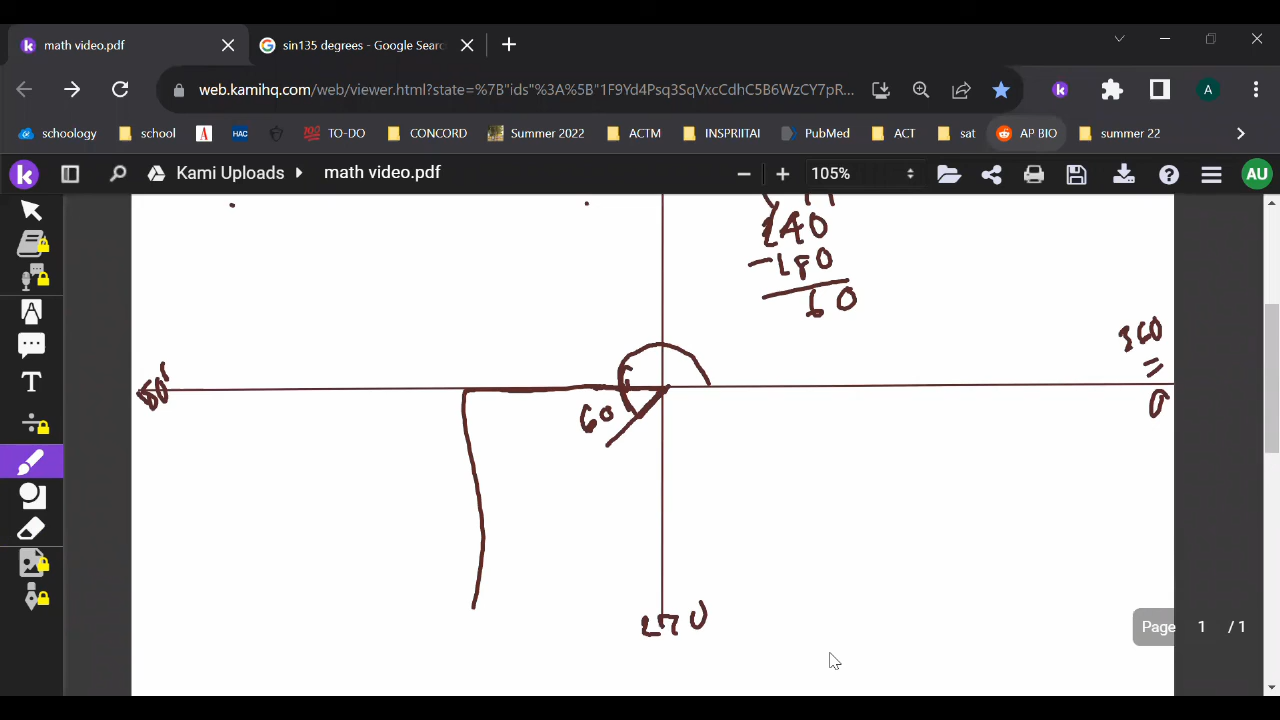 math video.pdf
sin135 degrees - Google Searc
web.kamihq.com/web/viewer.html?state=%7B"ids"%3A%5B"1F9Yd4Psq3SqVxcCdhC5B6WzCY7pR...
A
schoology
school
HAC
TO-DO
CONCORD
Summer 2022
ACTM
INSPRIITAI
PubMed
ACT
sat
AP BIO
summer 22
Kami Uploads
math video.pdf
105%
AU
240
-180
60
360
=
0
180
60
270
Page 1 / 1